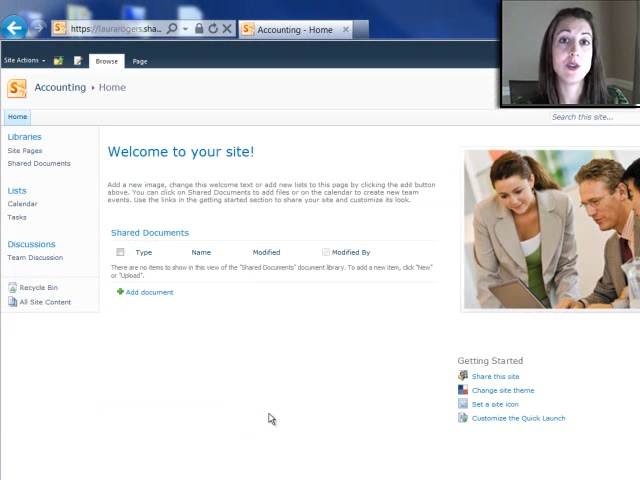 https://laurarogers.sha...
Accounting - Home
Site Actions
Browse
Page
Accounting
Home
Home
Search this site...
Libraries
Site Pages
Shared Documents
Lists
Calendar
Tasks
Discussions
Team Discussion
Recycle Bin
All Site Content
Welcome to your site!
Add a new image, change this welcome text or add new lists to this page by clicking the edit button
above. You can click on Shared Documents to add files or on the calendar to create new team
events. Use the links in the getting started section to share your site and customize its look.
Shared Documents
Type Name Modified Modified By
There are no items to show in this view of the "Shared Documents" document library. To add a new item, click "New"
or "Upload".
Add document
Getting Started
Share this site
Change site theme
Set a site icon
Customize the Quick Launch